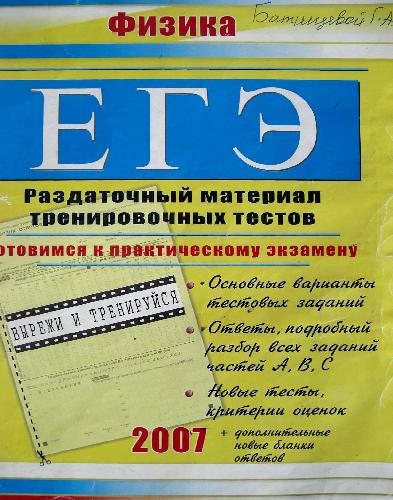 Физика
Батищевой Г.А
ЕГЭ
Раздаточный материал
тренировочных тестов
отовимся к практическому экзамену
ВЫРЕЖИ И ТРЕНИРУЙСЯ
• Основные варианты
тестовых заданий
• Ответы, подробный
разбор всех заданий
частей А, В, С
• Новые тесты,
критерии оценок
2007
+ дополнительные
новые бланки
ответов